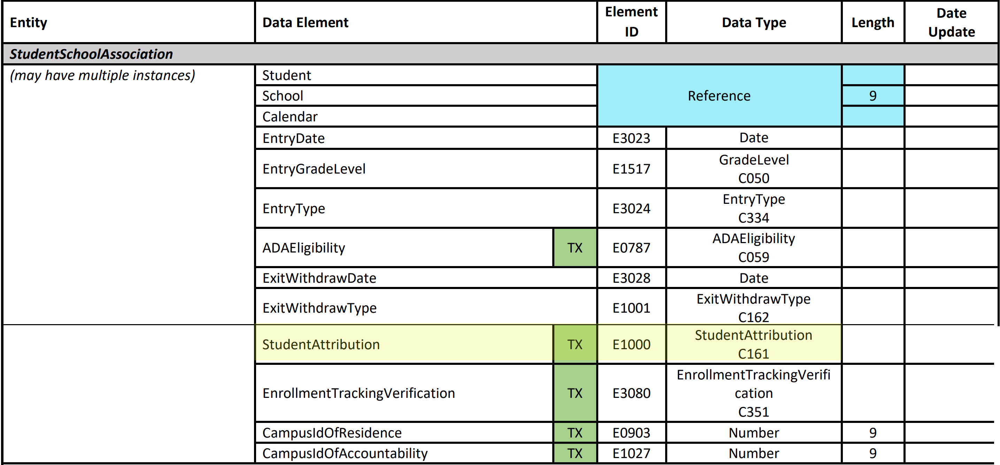 Entity Data Element Element ID Data Type Length Date Update
StudentSchoolAssociation
(may have multiple instances) Student
Reference
School 9
Calendar
EntryDate E3023 Date
EntryGradeLevel E1517 GradeLevel
C050
EntryType E3024 EntryType
C334
ADAEligibility TX E0787 ADAEligibility
C059
ExitWithdrawDate E3028 Date
ExitWithdrawType E1001 ExitWithdrawType
C162
StudentAttribution TX E1000 StudentAttribution
C161
EnrollmentTrackingVerification TX E3080 EnrollmentTrackingVerifi
cation
C351
CampusIdOfResidence TX E0903 Number 9
CampusIdOfAccountability TX E1027 Number 9